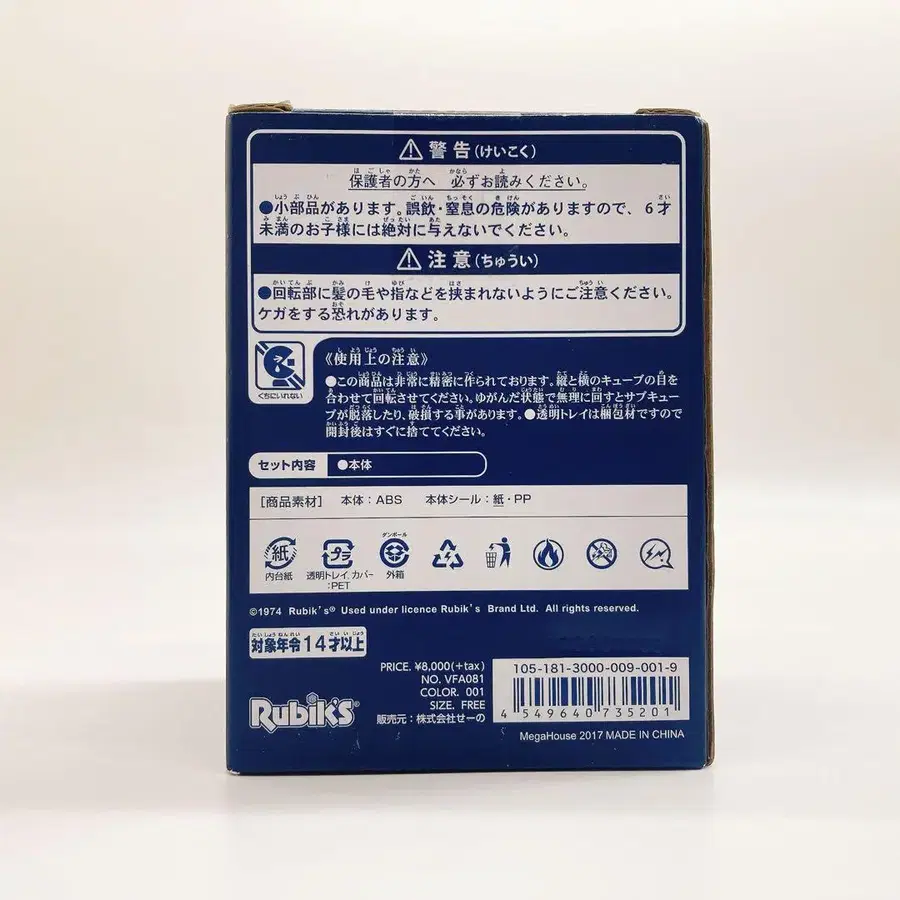 警告(けいこく)
保護者の方へ 必ずお読みください。
●小部品があります。誤飲・窒息の危険がありますので、6才
未満のお子様には絶対に与えないでください。
注意(ちゅうい)
●回転部に髪の毛や指などを挟まれないようにご注意ください。
ケガをする恐れがあります。
くちにいれない
《使用上の注意》
●この商品は非常に精密に作られております。縦と横のキューブの目を
合わせて回転させてください。ゆがんだ状態で無理に回すとサブキュー
ブが脱落したり、破損する事があります。●透明トレイは梱包材ですので
開封後はすぐに捨ててください。
セット内容 ●本体
[商品素材] 本体:ABS 本体シール:紙・PP
紙 プラ ダンボール
内台紙 透明トレイ、カバー:PET 外箱
©1974 Rubik's® Used under licence Rubik's Brand Ltd. All rights reserved.
対象年令14才以上
PRICE. ¥8,000(+tax)
NO. VFA081
COLOR. 001
SIZE. FREE
販売元:株式会社せーの
105-181-3000-009-001-9
4 549640 735201
Rubik's®
MegaHouse 2017 MADE IN CHINA